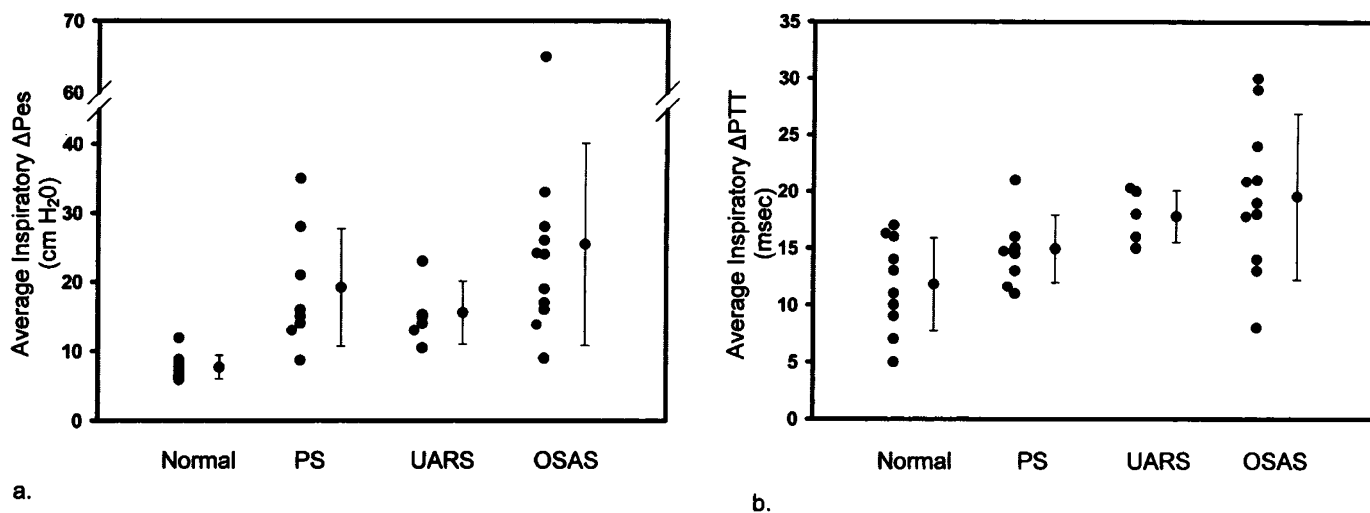 70
60
40
30
20
10
0
Average Inspiratory ΔPes
(cm H₂0)
Normal PS UARS OSAS
a.
35
30
25
20
15
10
5
0
Average Inspiratory ΔPTT
(msec)
Normal PS UARS OSAS
b.